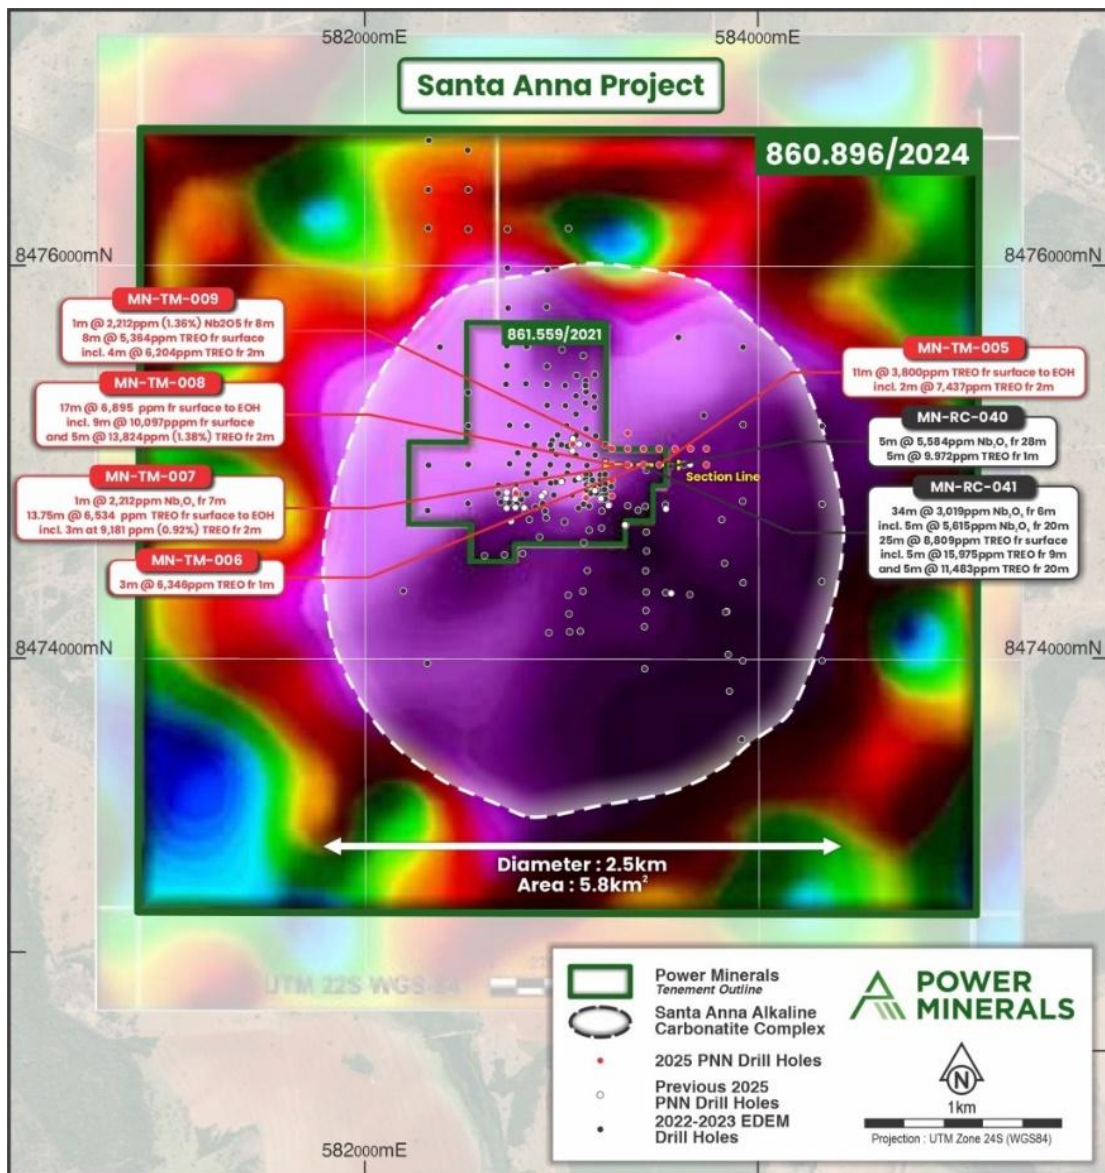 582000mE 584000mE
Santa Anna Project
860.896/2024
8476000mN 8476000mN
MN-TM-009
1m @ 2,212ppm (1.36%) Nb2O5 fr 8m
8m @ 5,364ppm TREO fr surface
incl. 4m @ 6,204ppm TREO fr 2m
861.559/2021
MN-TM-005
11m @ 3,800ppm TREO fr surface to EOH
incl. 2m @ 7,437ppm TREO fr 2m
MN-TM-008
17m @ 6,895 ppm fr surface to EOH
incl. 9m @ 10,097pppm fr surface
and 5m @ 13,824ppm (1.38%) TREO fr 2m
MN-RC-040
5m @ 5,584ppm Nb₂O₅ fr 28m
5m @ 9.972ppm TREO fr 1m
Section Line
MN-TM-007
1m @ 2,212ppm Nb₂O₅ fr 7m
13.75m @ 6,534 ppm TREO fr surface to EOH
incl. 3m at 9,181 ppm (0.92%) TREO fr 2m
MN-RC-041
34m @ 3,019ppm Nb₂O₅ fr 6m
incl. 5m @ 5,615ppm Nb₂O₅ fr 20m
25m @ 8,809ppm TREO fr surface
incl. 5m @ 15,975ppm TREO fr 9m
and 5m @ 11,483ppm TREO fr 20m
MN-TM-006
3m @ 6,346ppm TREO fr 1m
8474000mN 8474000mN
Diameter : 2.5km
Area : 5.8km²
UTM 22S WGS-84
Power Minerals
Tenement Outline
Santa Anna Alkaline
Carbonatite Complex
2025 PNN Drill Holes
Previous 2025
PNN Drill Holes
2022-2023 EDEM
Drill Holes
POWER
MINERALS
N
1km
Projection : UTM Zone 24S (WGS84)
582000mE